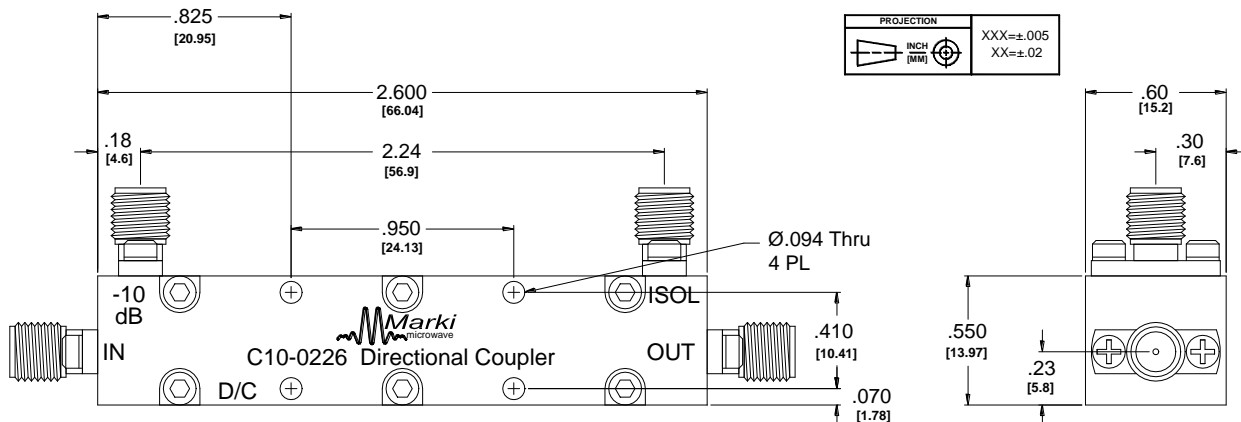 .825
[20.95]
PROJECTION
INCH
[MM]
XXX=±.005
XX=±.02
2.600
[66.04]
.60
[15.2]
.18
[4.6]
2.24
[56.9]
.30
[7.6]
.950
[24.13]
Ø.094 Thru
4 PL
-10
dB
ISOL
Marki
microwave
IN
C10-0226 Directional Coupler
OUT
D/C
.410
[10.41]
.070
[1.78]
.550
[13.97]
.23
[5.8]